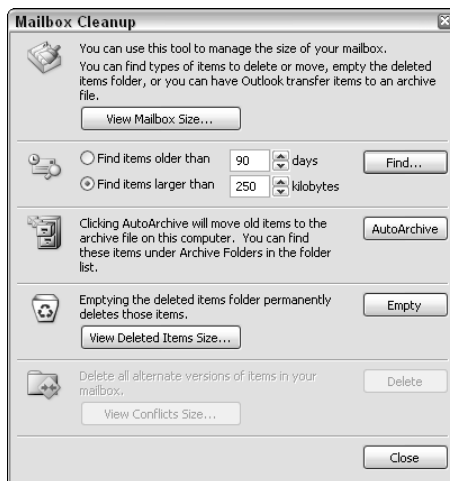 Mailbox Cleanup
You can use this tool to manage the size of your mailbox.
You can find types of items to delete or move, empty the deleted
items folder, or you can have Outlook transfer items to an archive
file.
View Mailbox Size...
Find items older than 90 days Find...
Find items larger than 250 kilobytes
Clicking AutoArchive will move old items to the AutoArchive
archive file on this computer. You can find
these items under Archive Folders in the folder
list.
Emptying the deleted items folder permanently Empty
deletes those items.
View Deleted Items Size...
Delete all alternate versions of items in your Delete
mailbox.
View Conflicts Size...
Close